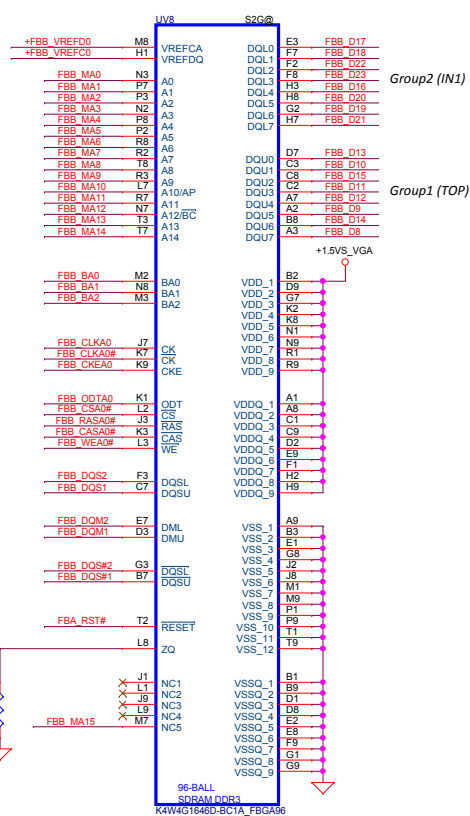 UV8 S2G@
+FBB_VREFD0 M8 VREFCA
+FBB_VREFC0 H1 VREFDQ
FBB_MA0 N3 A0
FBB_MA1 P7 A1
FBB_MA2 P3 A2
FBB_MA3 N2 A3
FBB_MA4 P8 A4
FBB_MA5 P2 A5
FBB_MA6 R8 A6
FBB_MA7 R2 A7
FBB_MA8 T8 A8
FBB_MA9 R3 A9
FBB_MA10 L7 A10/AP
FBB_MA11 R7 A11
FBB_MA12 N7 A12/BC
FBB_MA13 T3 A13
FBB_MA14 T7 A14
FBB_BA0 M2 BA0
FBB_BA1 N8 BA1
FBB_BA2 M3 BA2
FBB_CLKA0 J7 CK
FBB_CLKA0# K7 CK
FBB_CKEA0 K9 CKE
FBB_ODTA0 K1 ODT
FBB_CSA0# L2 CS
FBB_RASA0# J3 RAS
FBB_CASA0# K3 CAS
FBB_WEA0# L3 WE
FBB_DQS2 F3 DQSL
FBB_DQS1 C7 DQSU
FBB_DQM2 E7 DML
FBB_DQM1 D3 DMU
FBB_DQS#2 G3 DQSL
FBB_DQS#1 B7 DQSU
FBA_RST# T2 RESET
L8 ZQ
J1 NC1
L1 NC2
J9 NC3
L9 NC4
FBB_MA15 M7 NC5
DQL0 E3 FBB_D17
DQL1 F7 FBB_D18
DQL2 F2 FBB_D22
DQL3 F8 FBB_D23
DQL4 H3 FBB_D16
DQL5 H8 FBB_D20
DQL6 G2 FBB_D19
DQL7 H7 FBB_D21
Group2 (IN1)
DQU0 D7 FBB_D13
DQU1 C3 FBB_D10
DQU2 C8 FBB_D15
DQU3 C2 FBB_D11
DQU4 A7 FBB_D12
DQU5 A2 FBB_D9
DQU6 B8 FBB_D14
DQU7 A3 FBB_D8
Group1 (TOP)
+1.5VS_VGA
VDD_1 B2
VDD_2 D9
VDD_3 G7
VDD_4 K2
VDD_5 K8
VDD_6 N1
VDD_7 N9
VDD_8 R1
VDD_9 R9
VDDQ_1 A1
VDDQ_2 A8
VDDQ_3 C1
VDDQ_4 C9
VDDQ_5 D2
VDDQ_6 E9
VDDQ_7 F1
VDDQ_8 H2
VDDQ_9 H9
VSS_1 A9
VSS_2 B3
VSS_3 E1
VSS_4 G8
VSS_5 J2
VSS_6 J8
VSS_7 M1
VSS_8 M9
VSS_9 P1
VSS_10 P9
VSS_11 T1
VSS_12 T9
VSSQ_1 B1
VSSQ_2 B9
VSSQ_3 D1
VSSQ_4 D8
VSSQ_5 E2
VSSQ_6 E8
VSSQ_7 F9
VSSQ_8 G1
VSSQ_9 G9
96-BALL
SDRAM DDR3
K4W4G1646D-BC1A_FBGA96